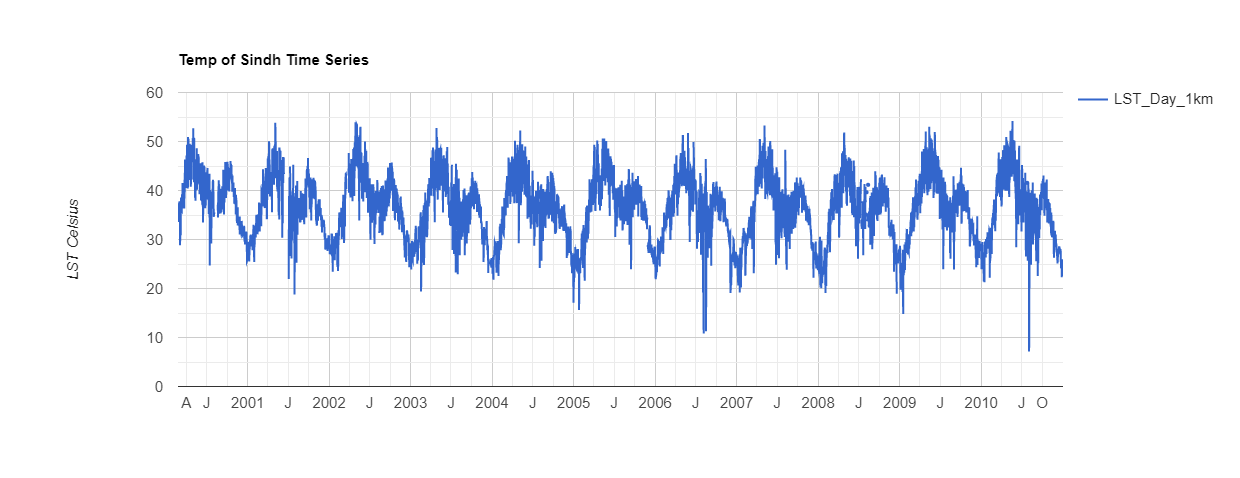 Temp of Sindh Time Series
LST_Day_1km
LST Celsius
60
50
40
30
20
10
0
A J 2001 J 2002 J 2003 J 2004 J 2005 J 2006 J 2007 J 2008 J 2009 J 2010 J O